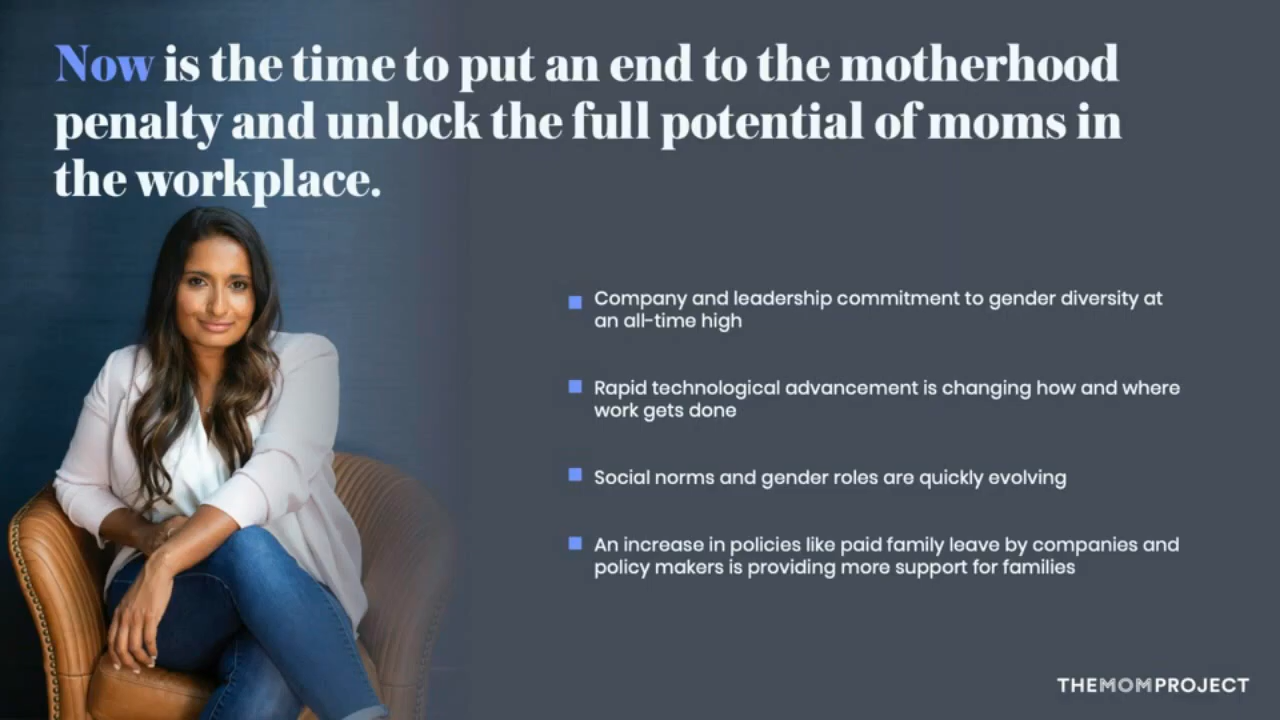 Now is the time to put an end to the motherhood
penalty and unlock the full potential of moms in
the workplace.
Company and leadership commitment to gender diversity at
an all-time high
Rapid technological advancement is changing how and where
work gets done
Social norms and gender roles are quickly evolving
An increase in policies like paid family leave by companies and
policy makers is providing more support for families
THEMOMPROJECT